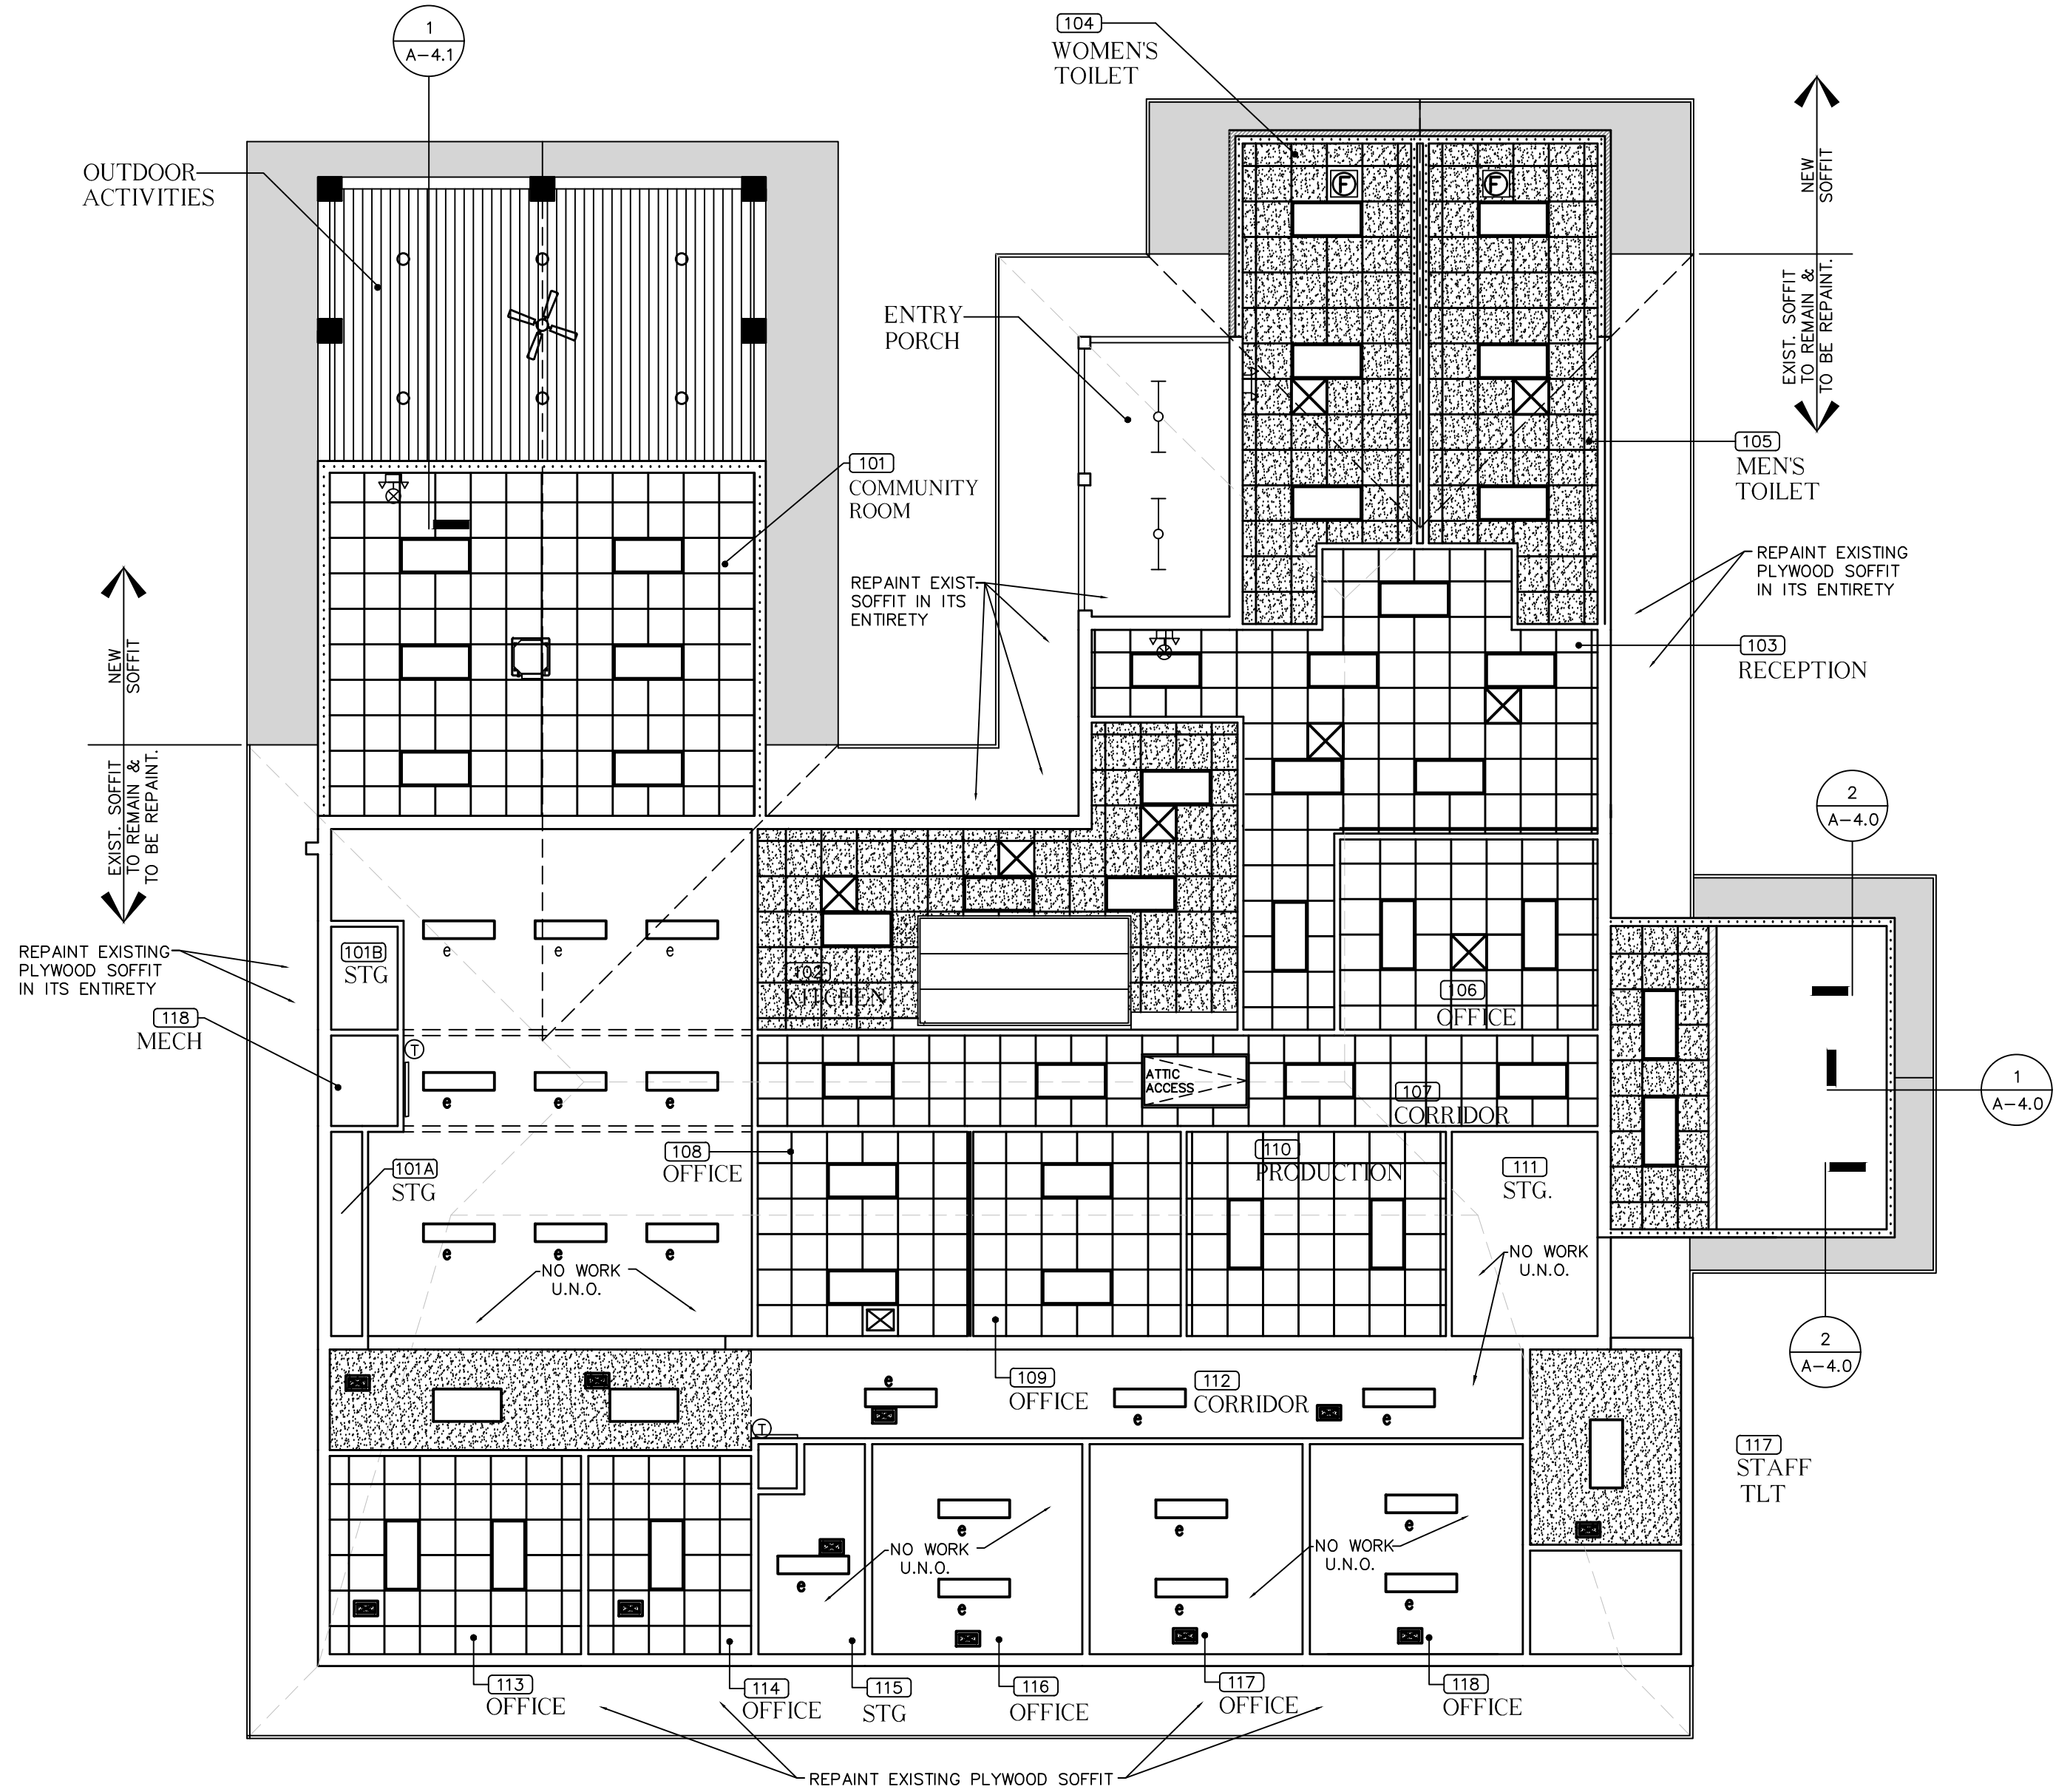 1
A-4.1
104
WOMEN'S
TOILET
OUTDOOR
ACTIVITIES
F
F
NEW
SOFFIT
EXIST. SOFFIT
TO REMAIN &
TO BE REPAINT.
ENTRY
PORCH
105
MEN'S
TOILET
101
COMMUNITY
ROOM
REPAINT EXISTING
PLYWOOD SOFFIT
IN ITS ENTIRETY
REPAINT EXIST.
SOFFIT IN ITS
ENTIRETY
103
RECEPTION
NEW
SOFFIT
EXIST. SOFFIT
TO REMAIN &
TO BE REPAINT.
2
A-4.0
REPAINT EXISTING
PLYWOOD SOFFIT
IN ITS ENTIRETY
101B
STG
e e e
102
KITCHEN
106
OFFICE
118
MECH
T
e e e
ATTIC
ACCESS
107
CORRIDOR
1
A-4.0
101A
STG
108
OFFICE
110
PRODUCTION
111
STG.
e e e
NO WORK
U.N.O.
NO WORK
U.N.O.
2
A-4.0
109
OFFICE
e
112
CORRIDOR
e
e
T
117
STAFF
TLT
e
NO WORK
U.N.O.
e
e
e
e
NO WORK
U.N.O.
e
e
113
OFFICE
114
OFFICE
115
STG
116
OFFICE
117
OFFICE
118
OFFICE
REPAINT EXISTING PLYWOOD SOFFIT